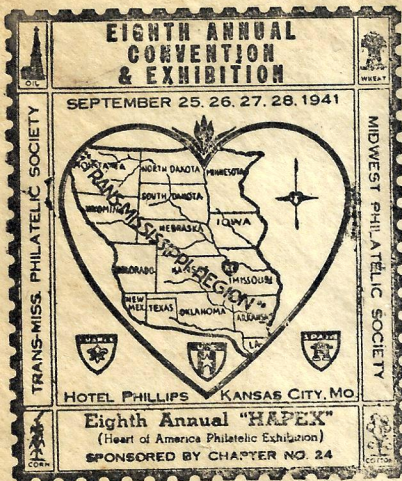 EIGHTH ANNUAL
CONVENTION
& EXHIBITION
OIL
WHEAT
SEPTEMBER 25. 26. 27. 28. 1941
TRANS-MISS. PHILATELIC SOCIETY
MIDWEST PHILATELIC SOCIETY
NORTH DAKOTA
MINNESOTA
SOUTH DAKOTA
WYOMING
IOWA
NEBRASKA
TRANS-MISSISSIPPI REGION
COLORADO
MISSOURI
NEW
MEX.
TEXAS
OKLAHOMA
ARKANSAS
LA.
HOTEL PHILLIPS KANSAS CITY, MO.
Eighth Annual "HAPEX"
(Heart of America Philatelic Exhibition)
SPONSORED BY CHAPTER NO. 24
CORN
COTTON